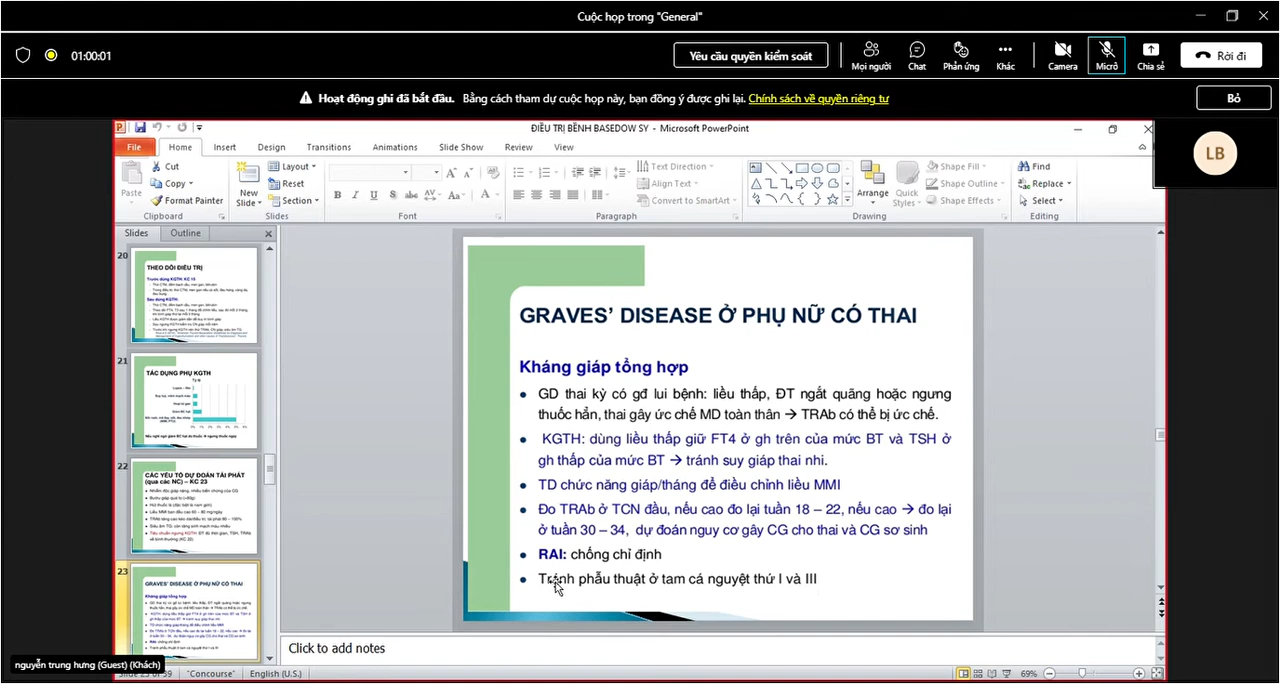 Cuộc họp trong "General"
01:00:01
Yêu cầu quyền kiểm soát
Mọi người
Chat
Phản ứng
Khác
Camera
Micrô
Chia sẻ
Rời đi
Hoạt động ghi đã bắt đầu. Bằng cách tham dự cuộc họp này, bạn đồng ý được ghi lại. Chính sách về quyền riêng tư
Bỏ
ĐIỀU TRỊ BỆNH BASEDOW SY - Microsoft PowerPoint
LB
File Home Insert Design Transitions Animations Slide Show Review View
Paste
Cut
Copy
Format Painter
Clipboard
New
Slide
Layout
Reset
Section
Slides
Font
Text Direction
Align Text
Convert to SmartArt
Paragraph
Arrange
Quick
Styles
Shape Fill
Shape Outline
Shape Effects
Drawing
Find
Replace
Select
Editing
Slides Outline
20
THEO DÕI ĐIỀU TRỊ
21
TÁC DỤNG PHỤ KGTH
22
CÁC YẾU TỐ DỰ ĐOÁN TÁI PHÁT
(qua các NC) – KC 23
23
GRAVES' DISEASE Ở PHỤ NỮ CÓ THAI
Kháng giáp tổng hợp
GRAVES' DISEASE Ở PHỤ NỮ CÓ THAI
Kháng giáp tổng hợp
• GD thai kỳ có gđ lui bệnh: liều thấp, ĐT ngắt quãng hoặc ngưng
thuốc hẳn, thai gây ức chế MD toàn thân → TRAb có thể bị ức chế.
• KGTH: dùng liều thấp giữ FT4 ở gh trên của mức BT và TSH ở
gh thấp của mức BT → tránh suy giáp thai nhi.
• TD chức năng giáp/tháng để điều chỉnh liều MMI
• Đo TRAb ở TCN đầu, nếu cao đo lại tuần 18 – 22, nếu cao → đo lại
ở tuần 30 – 34, dự đoán nguy cơ gây CG cho thai và CG sơ sinh
• RAI: chống chỉ định
• Tránh phẫu thuật ở tam cá nguyệt thứ I và III
Click to add notes
nguyễn trung hưng (Guest) (Khách)
"Concourse"
English (U.S.)
69%